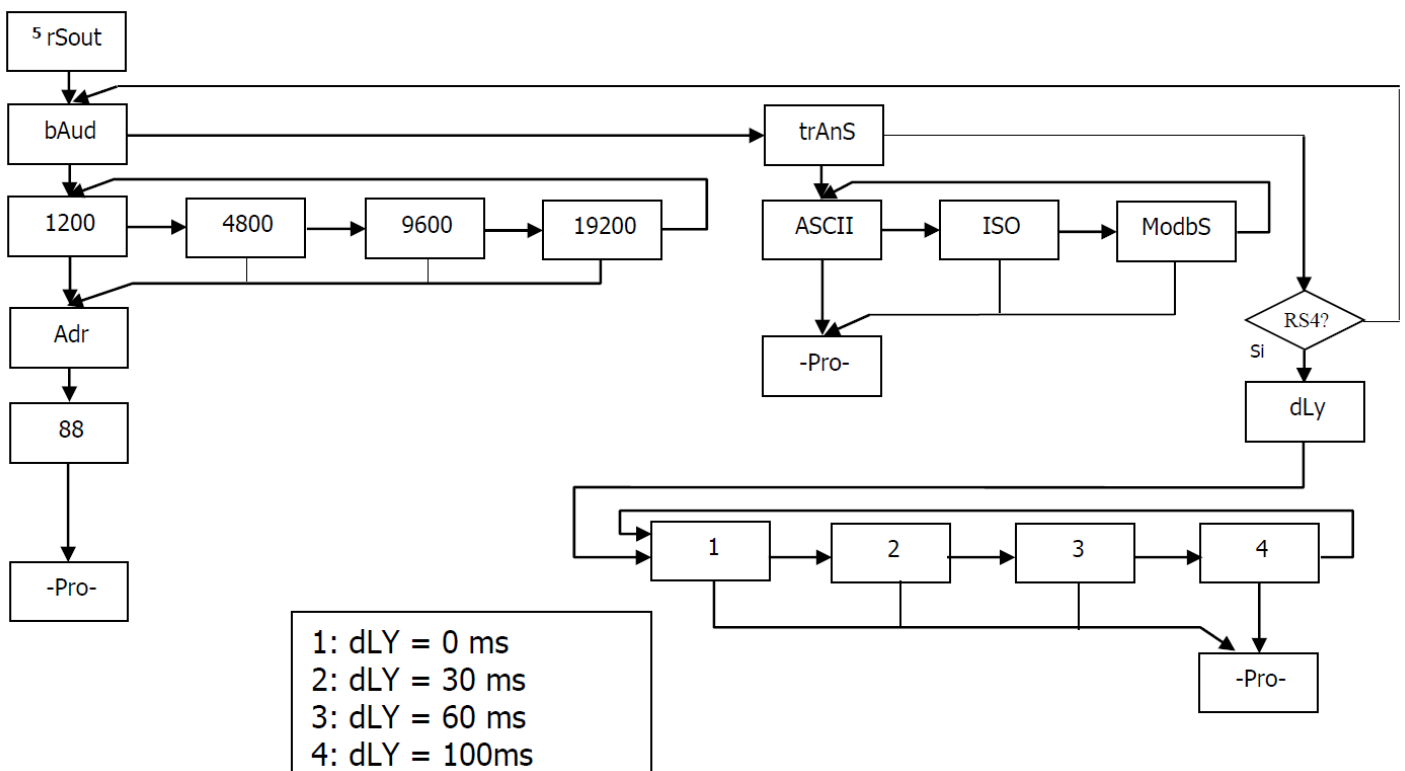 5 rSout
bAud
trAnS
1200
4800
9600
19200
ASCII
ISO
ModbS
Adr
-Pro-
RS4?
Si
88
dLy
1
2
3
4
-Pro-
-Pro-
1: dLY = 0 ms
2: dLY = 30 ms
3: dLY = 60 ms
4: dLY = 100ms